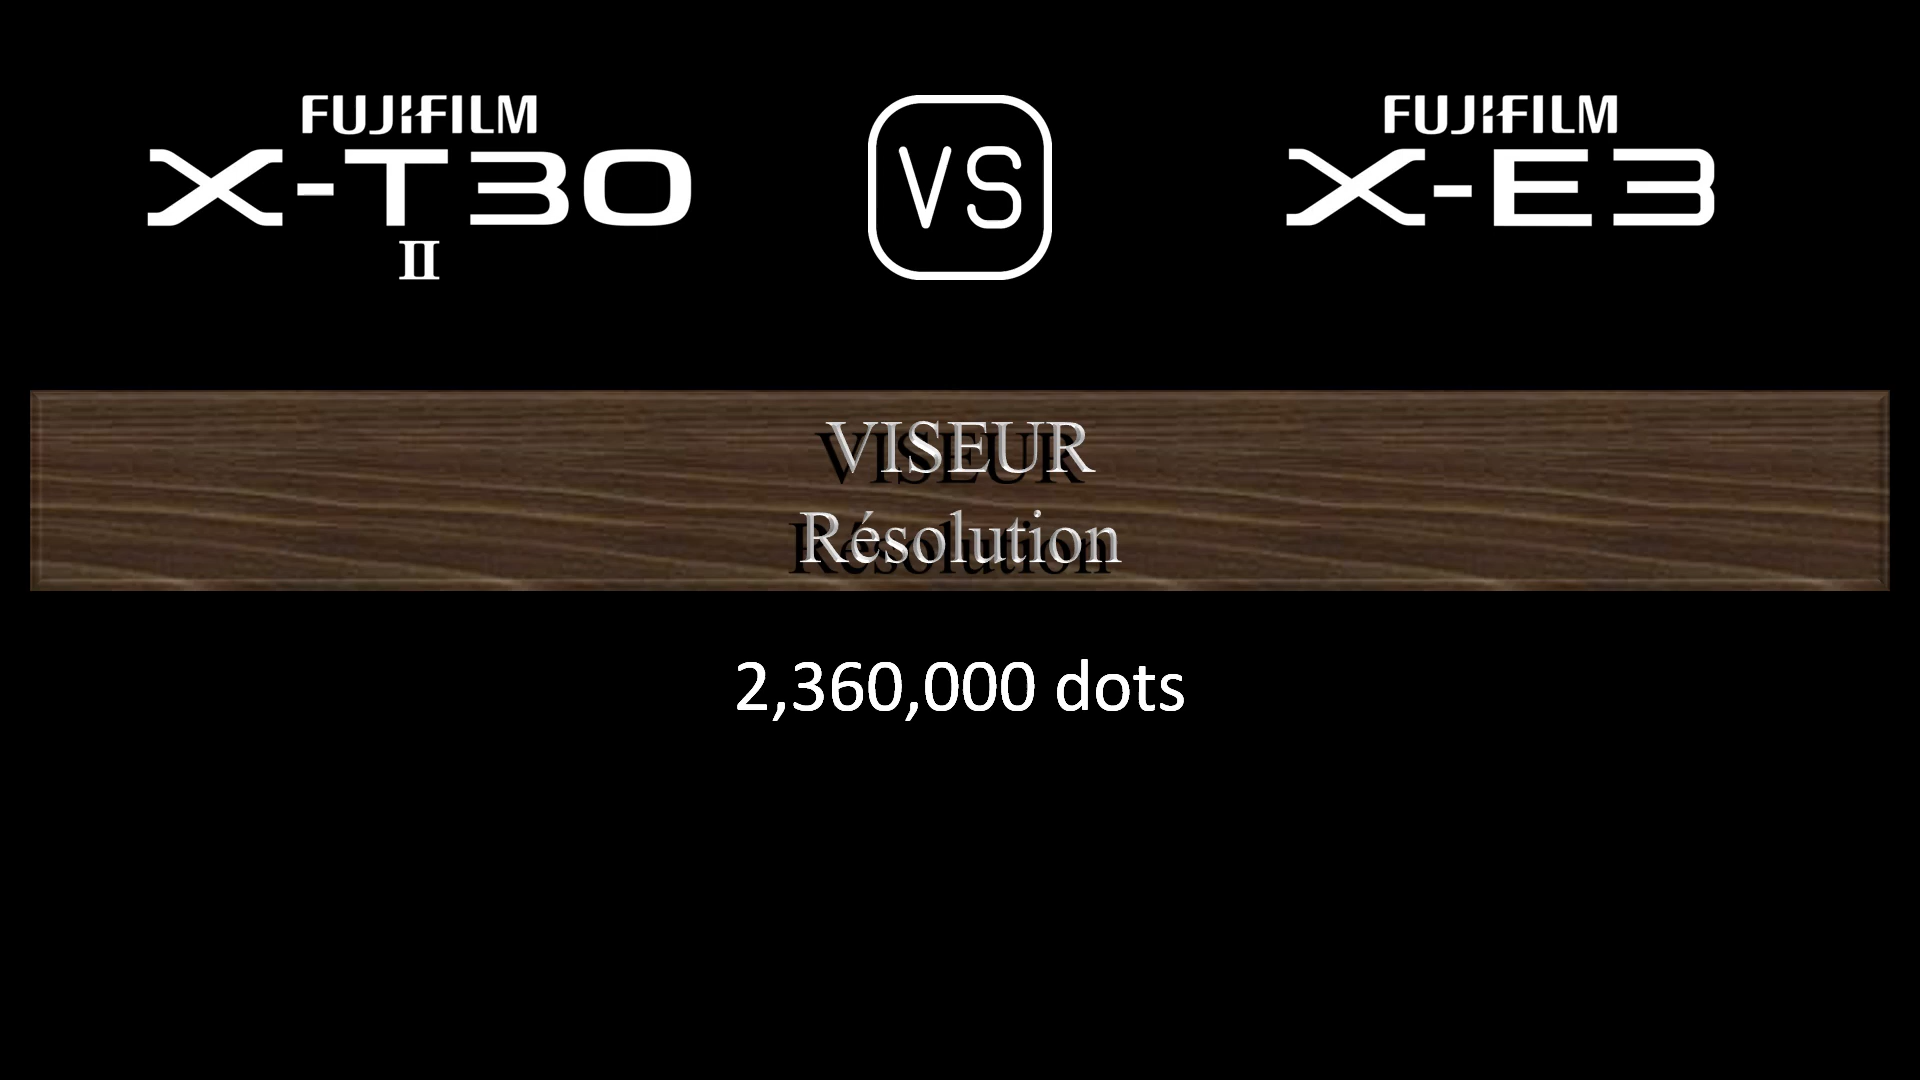 FUJIFILM
X-T30
II
VS
FUJIFILM
X-E3
VISEUR
Résolution
2,360,000 dots